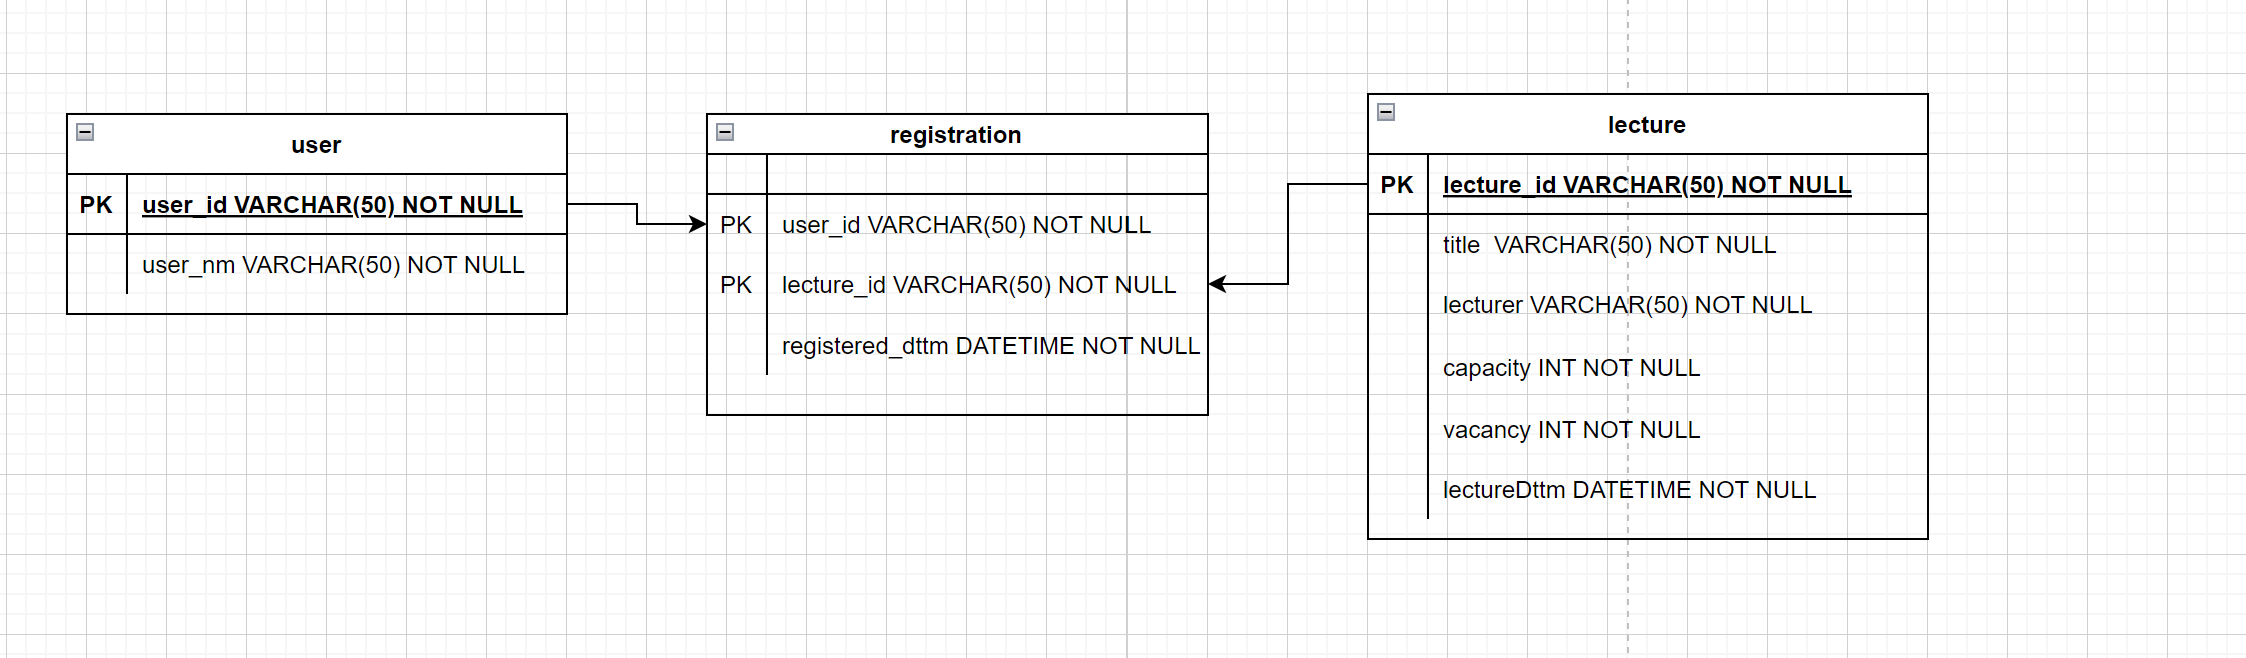 user
PK user_id VARCHAR(50) NOT NULL
user_nm VARCHAR(50) NOT NULL
registration
PK user_id VARCHAR(50) NOT NULL
PK lecture_id VARCHAR(50) NOT NULL
registered_dttm DATETIME NOT NULL
lecture
PK lecture_id VARCHAR(50) NOT NULL
title  VARCHAR(50) NOT NULL
lecturer VARCHAR(50) NOT NULL
capacity INT NOT NULL
vacancy INT NOT NULL
lectureDttm DATETIME NOT NULL